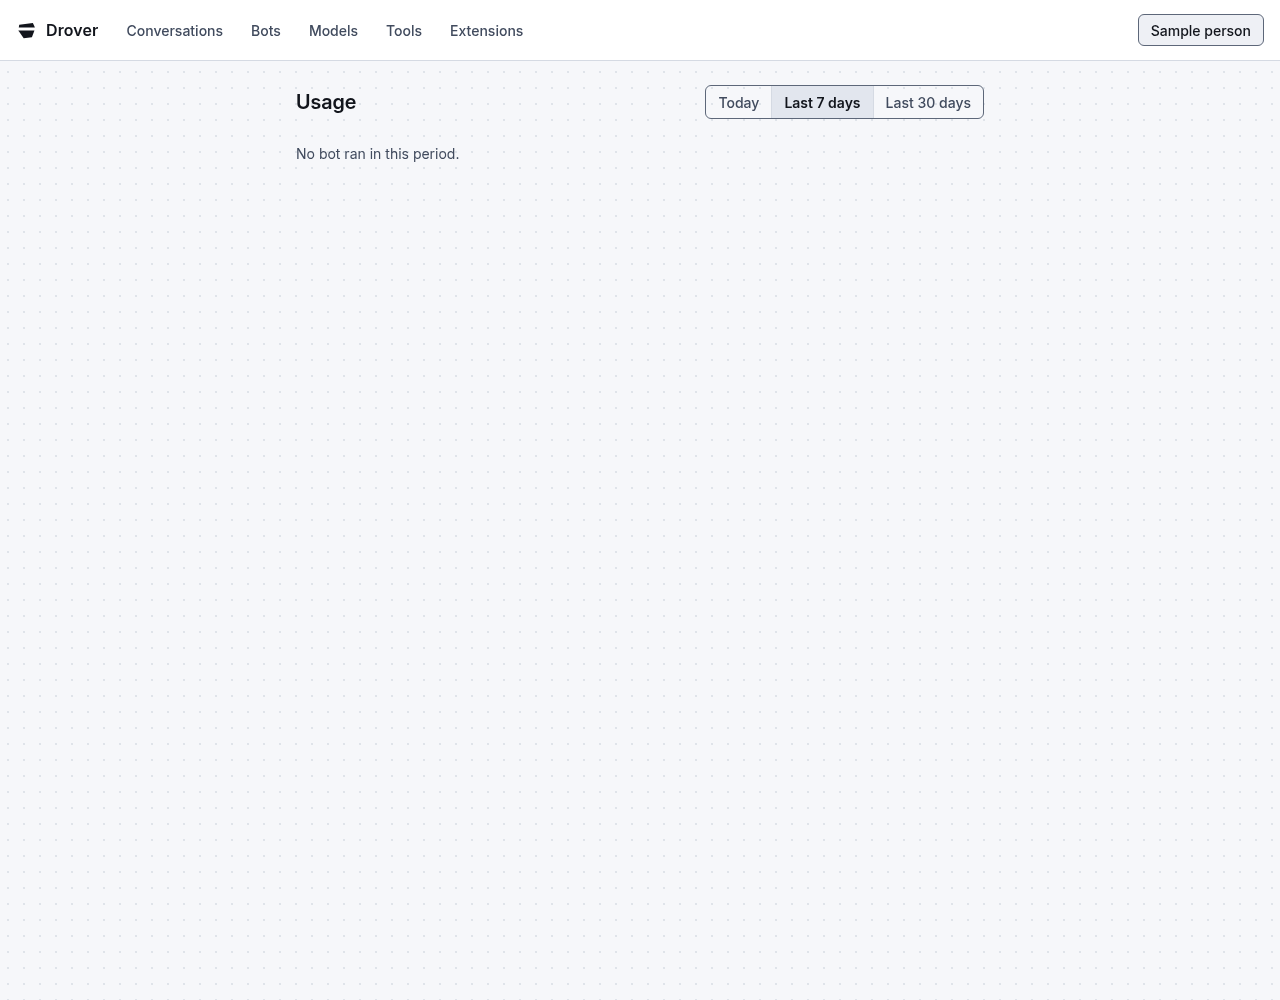 Drover
Conversations
Bots
Models
Tools
Extensions
Sample person
Usage
Today
Last 7 days
Last 30 days
No bot ran in this period.